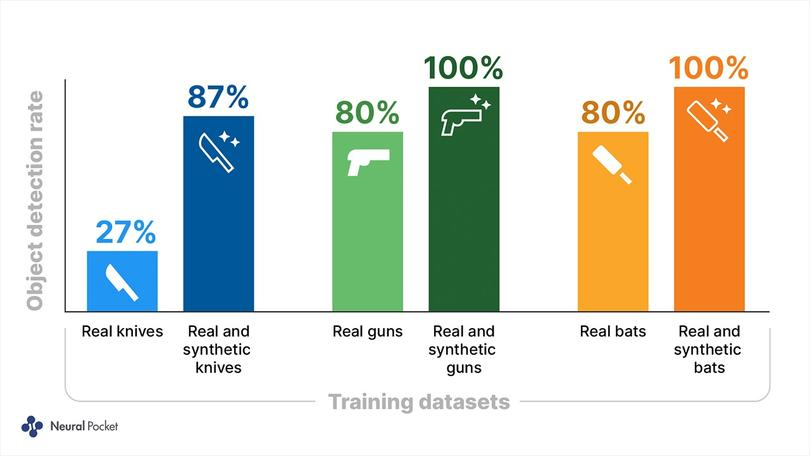 Object detection rate
27%
87%
80%
100%
80%
100%
Real knives
Real and
synthetic
knives
Real guns
Real and
synthetic
guns
Real bats
Real and
synthetic
bats
Training datasets
Neural Pocket